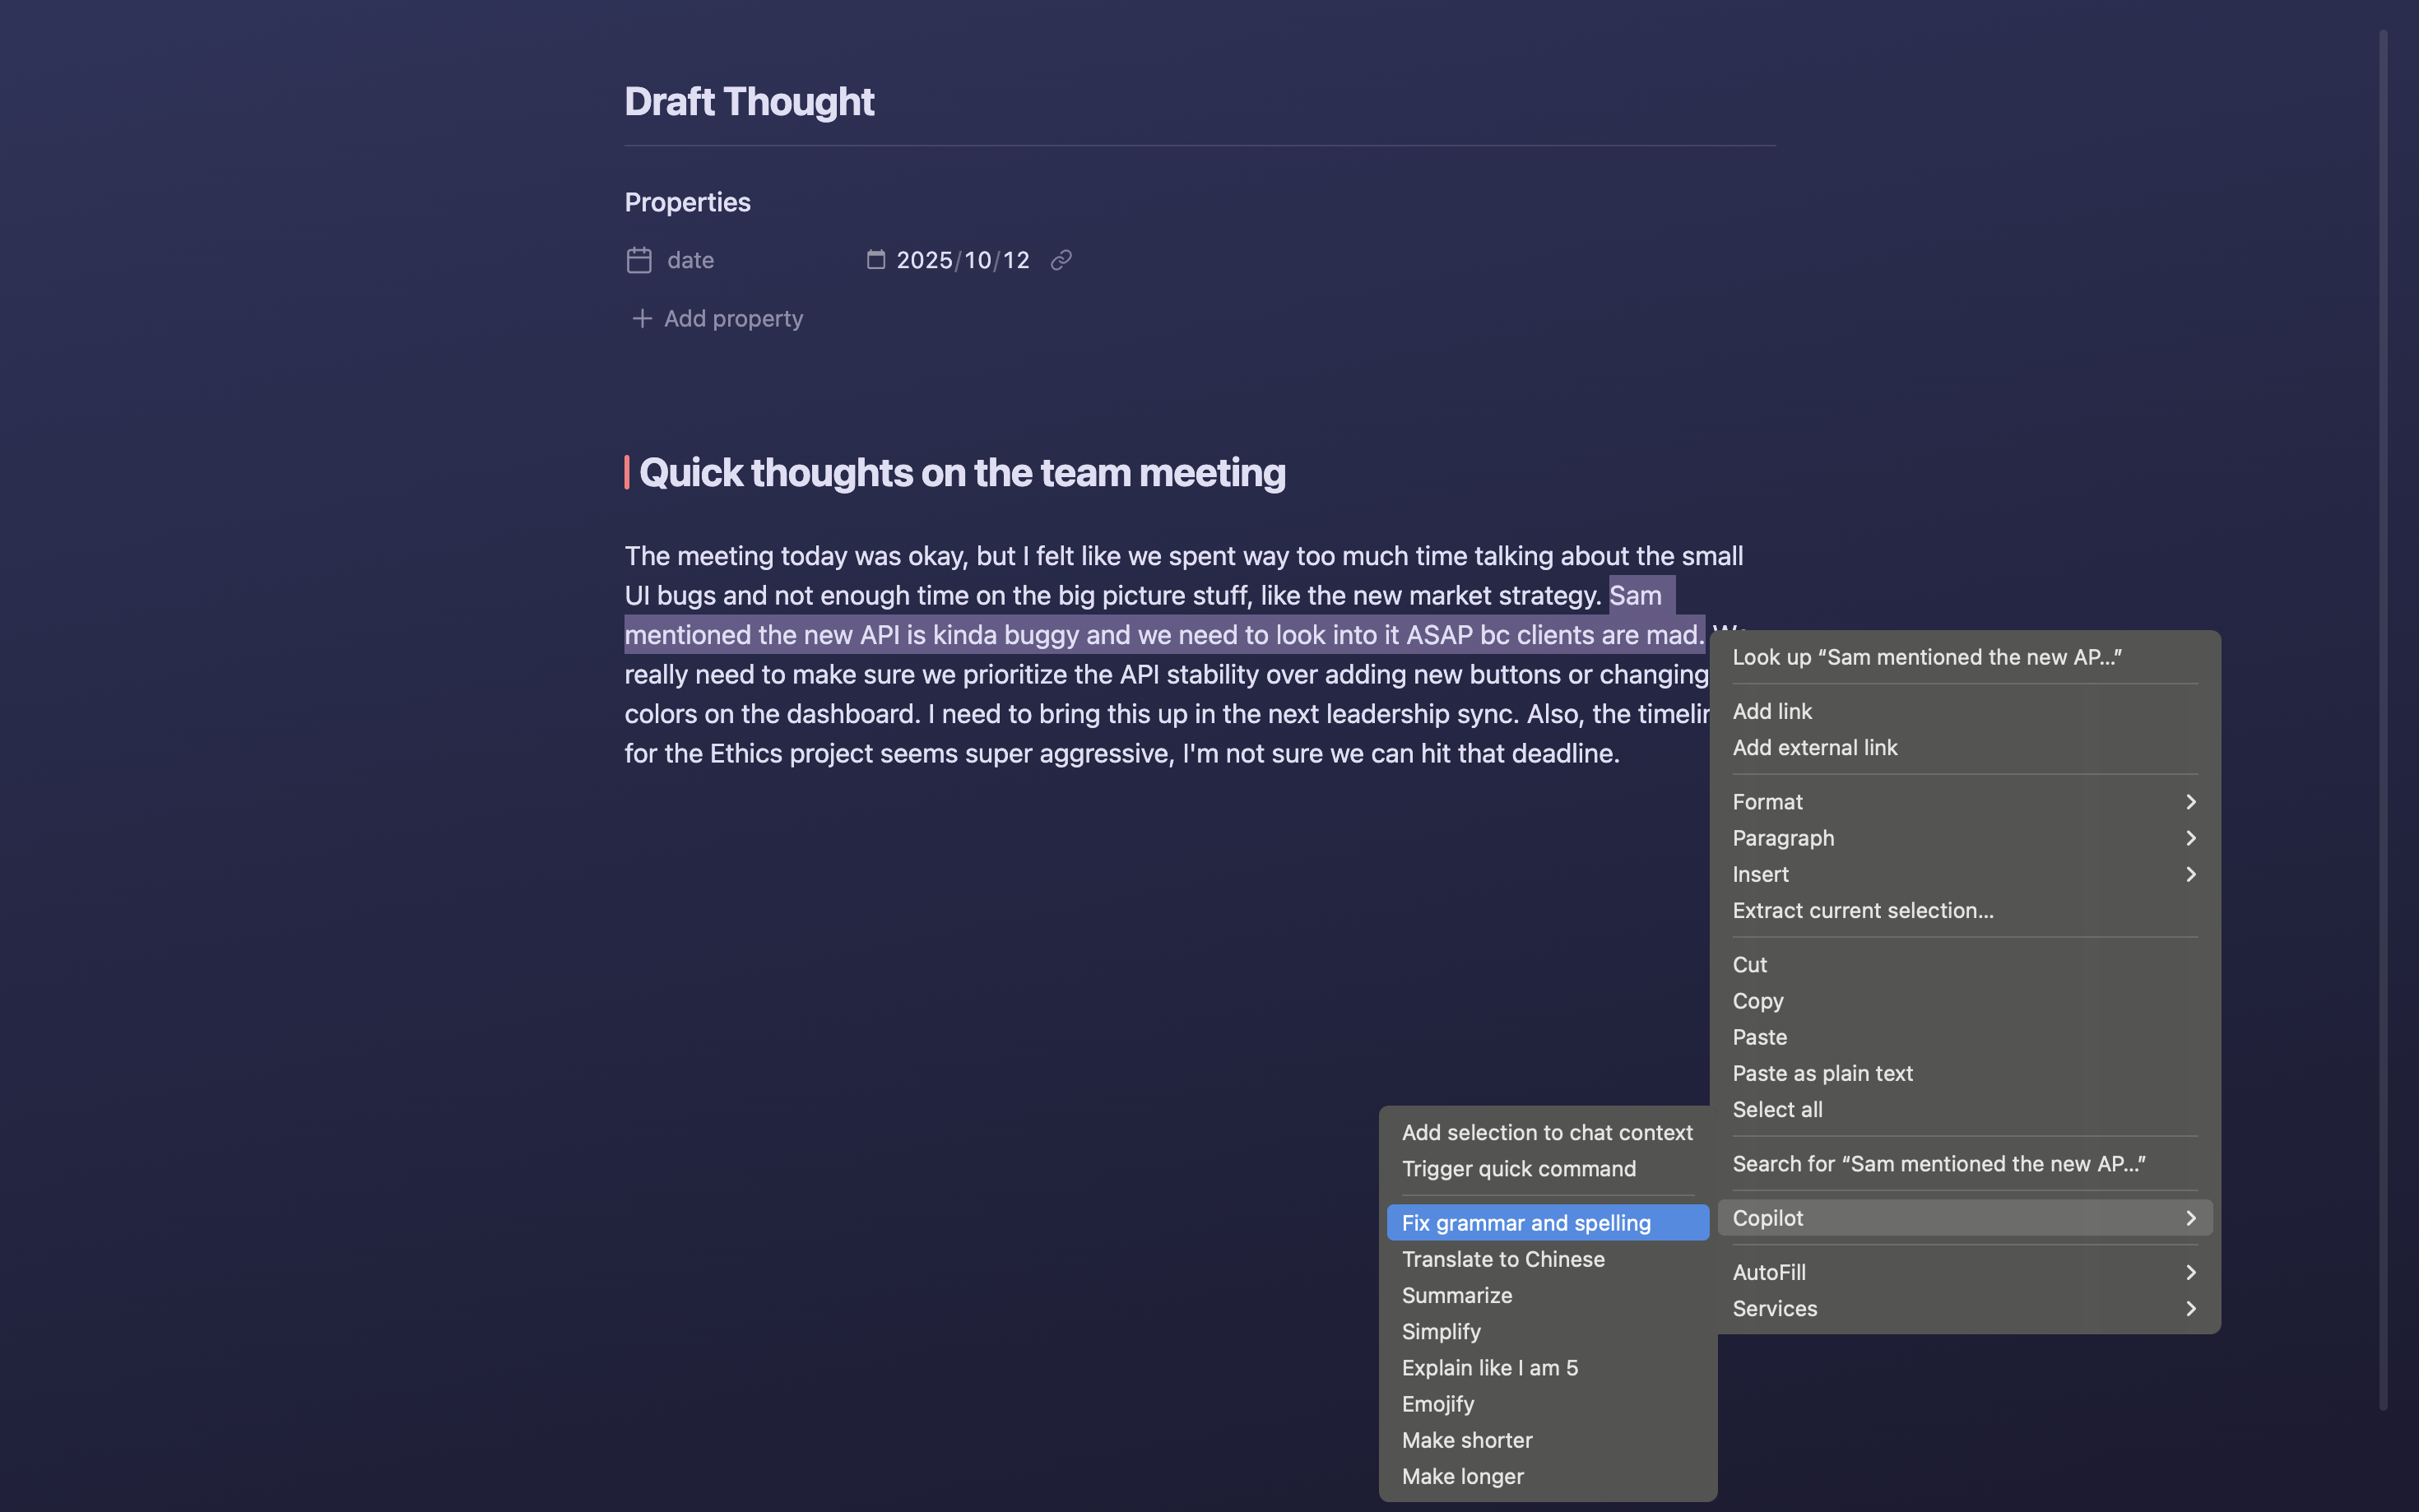 Draft Thought
Properties
date
2025/10/12
Add property
Quick thoughts on the team meeting
The meeting today was okay, but I felt like we spent way too much time talking about the small
UI bugs and not enough time on the big picture stuff, like the new market strategy. Sam
mentioned the new API is kinda buggy and we need to look into it ASAP bc clients are mad.
really need to make sure we prioritize the API stability over adding new buttons or changing
colors on the dashboard. I need to bring this up in the next leadership sync. Also, the
for the Ethics project seems super aggressive, I'm not sure we can hit that deadline.
Look up “Sam mentioned the new AP...”
Add link
Add external link
Format
Paragraph
Insert
Extract current selection...
Cut
Copy
Paste
Paste as plain text
Select all
Search for “Sam mentioned the new AP...”
Copilot
AutoFill
Services
Add selection to chat context
Trigger quick command
Fix grammar and spelling
Translate to Chinese
Summarize
Simplify
Explain like I am 5
Emojify
Make shorter
Make longer